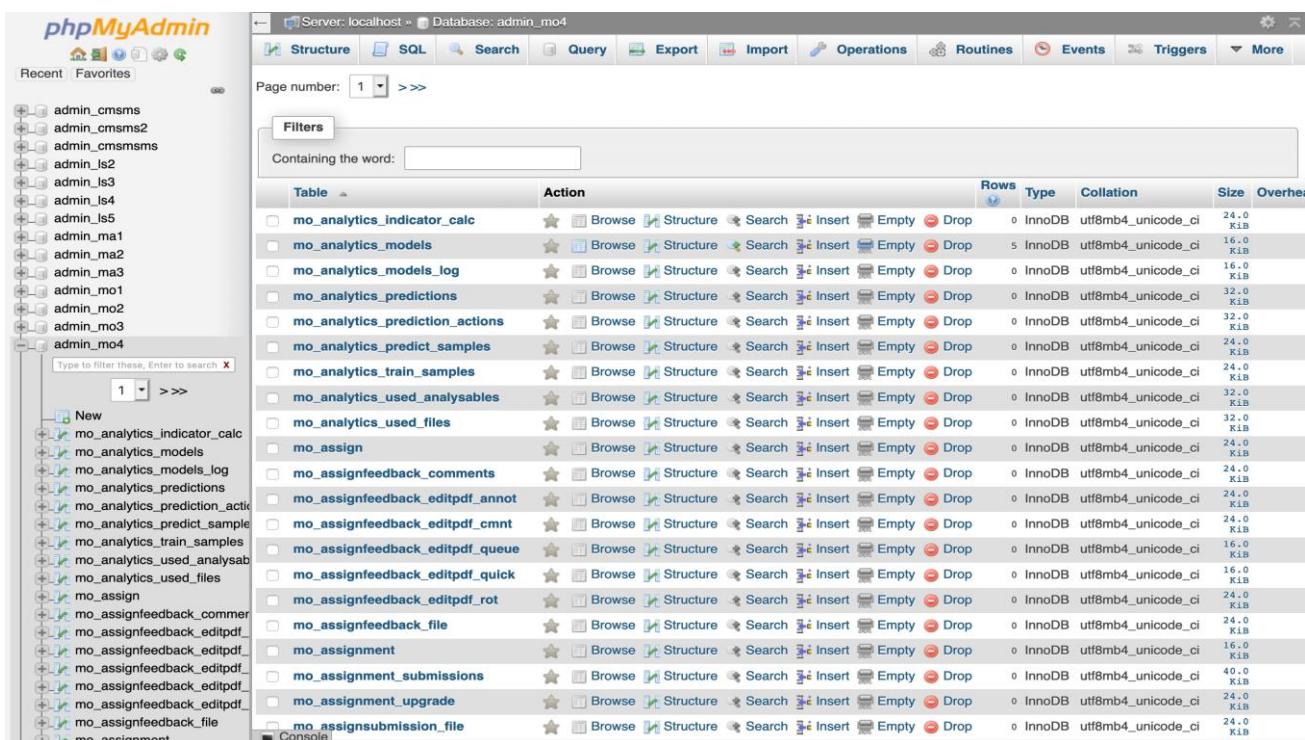 phpMyAdmin
Recent Favorites
admin_cmsms
admin_cmsms2
admin_cmsmsms
admin_ls2
admin_ls3
admin_ls4
admin_ls5
admin_ma1
admin_ma2
admin_ma3
admin_mo1
admin_mo2
admin_mo3
admin_mo4
Type to filter these, Enter to search X
1 > >>
New
mo_analytics_indicator_calc
mo_analytics_models
mo_analytics_models_log
mo_analytics_predictions
mo_analytics_prediction_actio
mo_analytics_predict_sample
mo_analytics_train_samples
mo_analytics_used_analysab
mo_analytics_used_files
mo_assign
mo_assignfeedback_commer
mo_assignfeedback_editpdf_
mo_assignfeedback_editpdf_
mo_assignfeedback_editpdf_
mo_assignfeedback_editpdf_
mo_assignfeedback_editpdf_
mo_assignfeedback_file
mo_assignment
Server: localhost » Database: admin_mo4
Structure SQL Search Query Export Import Operations Routines Events Triggers More
Page number: 1 > >>
Filters
Containing the word:
Table Action Rows Type Collation Size Overhea
mo_analytics_indicator_calc Browse Structure Search Insert Empty Drop 0 InnoDB utf8mb4_unicode_ci 24.0 KiB
mo_analytics_models Browse Structure Search Insert Empty Drop 5 InnoDB utf8mb4_unicode_ci 16.0 KiB
mo_analytics_models_log Browse Structure Search Insert Empty Drop 0 InnoDB utf8mb4_unicode_ci 16.0 KiB
mo_analytics_predictions Browse Structure Search Insert Empty Drop 0 InnoDB utf8mb4_unicode_ci 32.0 KiB
mo_analytics_prediction_actions Browse Structure Search Insert Empty Drop 0 InnoDB utf8mb4_unicode_ci 32.0 KiB
mo_analytics_predict_samples Browse Structure Search Insert Empty Drop 0 InnoDB utf8mb4_unicode_ci 24.0 KiB
mo_analytics_train_samples Browse Structure Search Insert Empty Drop 0 InnoDB utf8mb4_unicode_ci 24.0 KiB
mo_analytics_used_analysables Browse Structure Search Insert Empty Drop 0 InnoDB utf8mb4_unicode_ci 32.0 KiB
mo_analytics_used_files Browse Structure Search Insert Empty Drop 0 InnoDB utf8mb4_unicode_ci 32.0 KiB
mo_assign Browse Structure Search Insert Empty Drop 0 InnoDB utf8mb4_unicode_ci 24.0 KiB
mo_assignfeedback_comments Browse Structure Search Insert Empty Drop 0 InnoDB utf8mb4_unicode_ci 24.0 KiB
mo_assignfeedback_editpdf_annot Browse Structure Search Insert Empty Drop 0 InnoDB utf8mb4_unicode_ci 24.0 KiB
mo_assignfeedback_editpdf_cmnt Browse Structure Search Insert Empty Drop 0 InnoDB utf8mb4_unicode_ci 24.0 KiB
mo_assignfeedback_editpdf_queue Browse Structure Search Insert Empty Drop 0 InnoDB utf8mb4_unicode_ci 16.0 KiB
mo_assignfeedback_editpdf_quick Browse Structure Search Insert Empty Drop 0 InnoDB utf8mb4_unicode_ci 16.0 KiB
mo_assignfeedback_editpdf_rot Browse Structure Search Insert Empty Drop 0 InnoDB utf8mb4_unicode_ci 24.0 KiB
mo_assignfeedback_file Browse Structure Search Insert Empty Drop 0 InnoDB utf8mb4_unicode_ci 24.0 KiB
mo_assignment Browse Structure Search Insert Empty Drop 0 InnoDB utf8mb4_unicode_ci 16.0 KiB
mo_assignment_submissions Browse Structure Search Insert Empty Drop 0 InnoDB utf8mb4_unicode_ci 40.0 KiB
mo_assignment_upgrade Browse Structure Search Insert Empty Drop 0 InnoDB utf8mb4_unicode_ci 24.0 KiB
mo_assignsubmission_file Browse Structure Search Insert Empty Drop 0 InnoDB utf8mb4_unicode_ci 24.0 KiB
Console